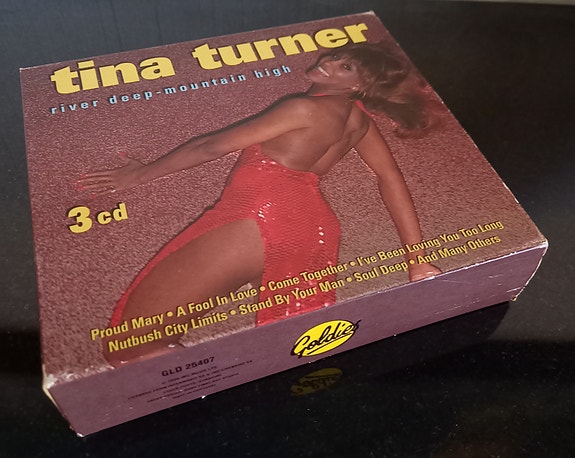 tina turner
river deep-mountain high
3 cd
Proud Mary • A Fool In Love • Come Together • I've Been Loving You Too Long
Nutbush City Limits • Stand By Your Man • Soul Deep • And Many Others
Goldies
GLD 25407